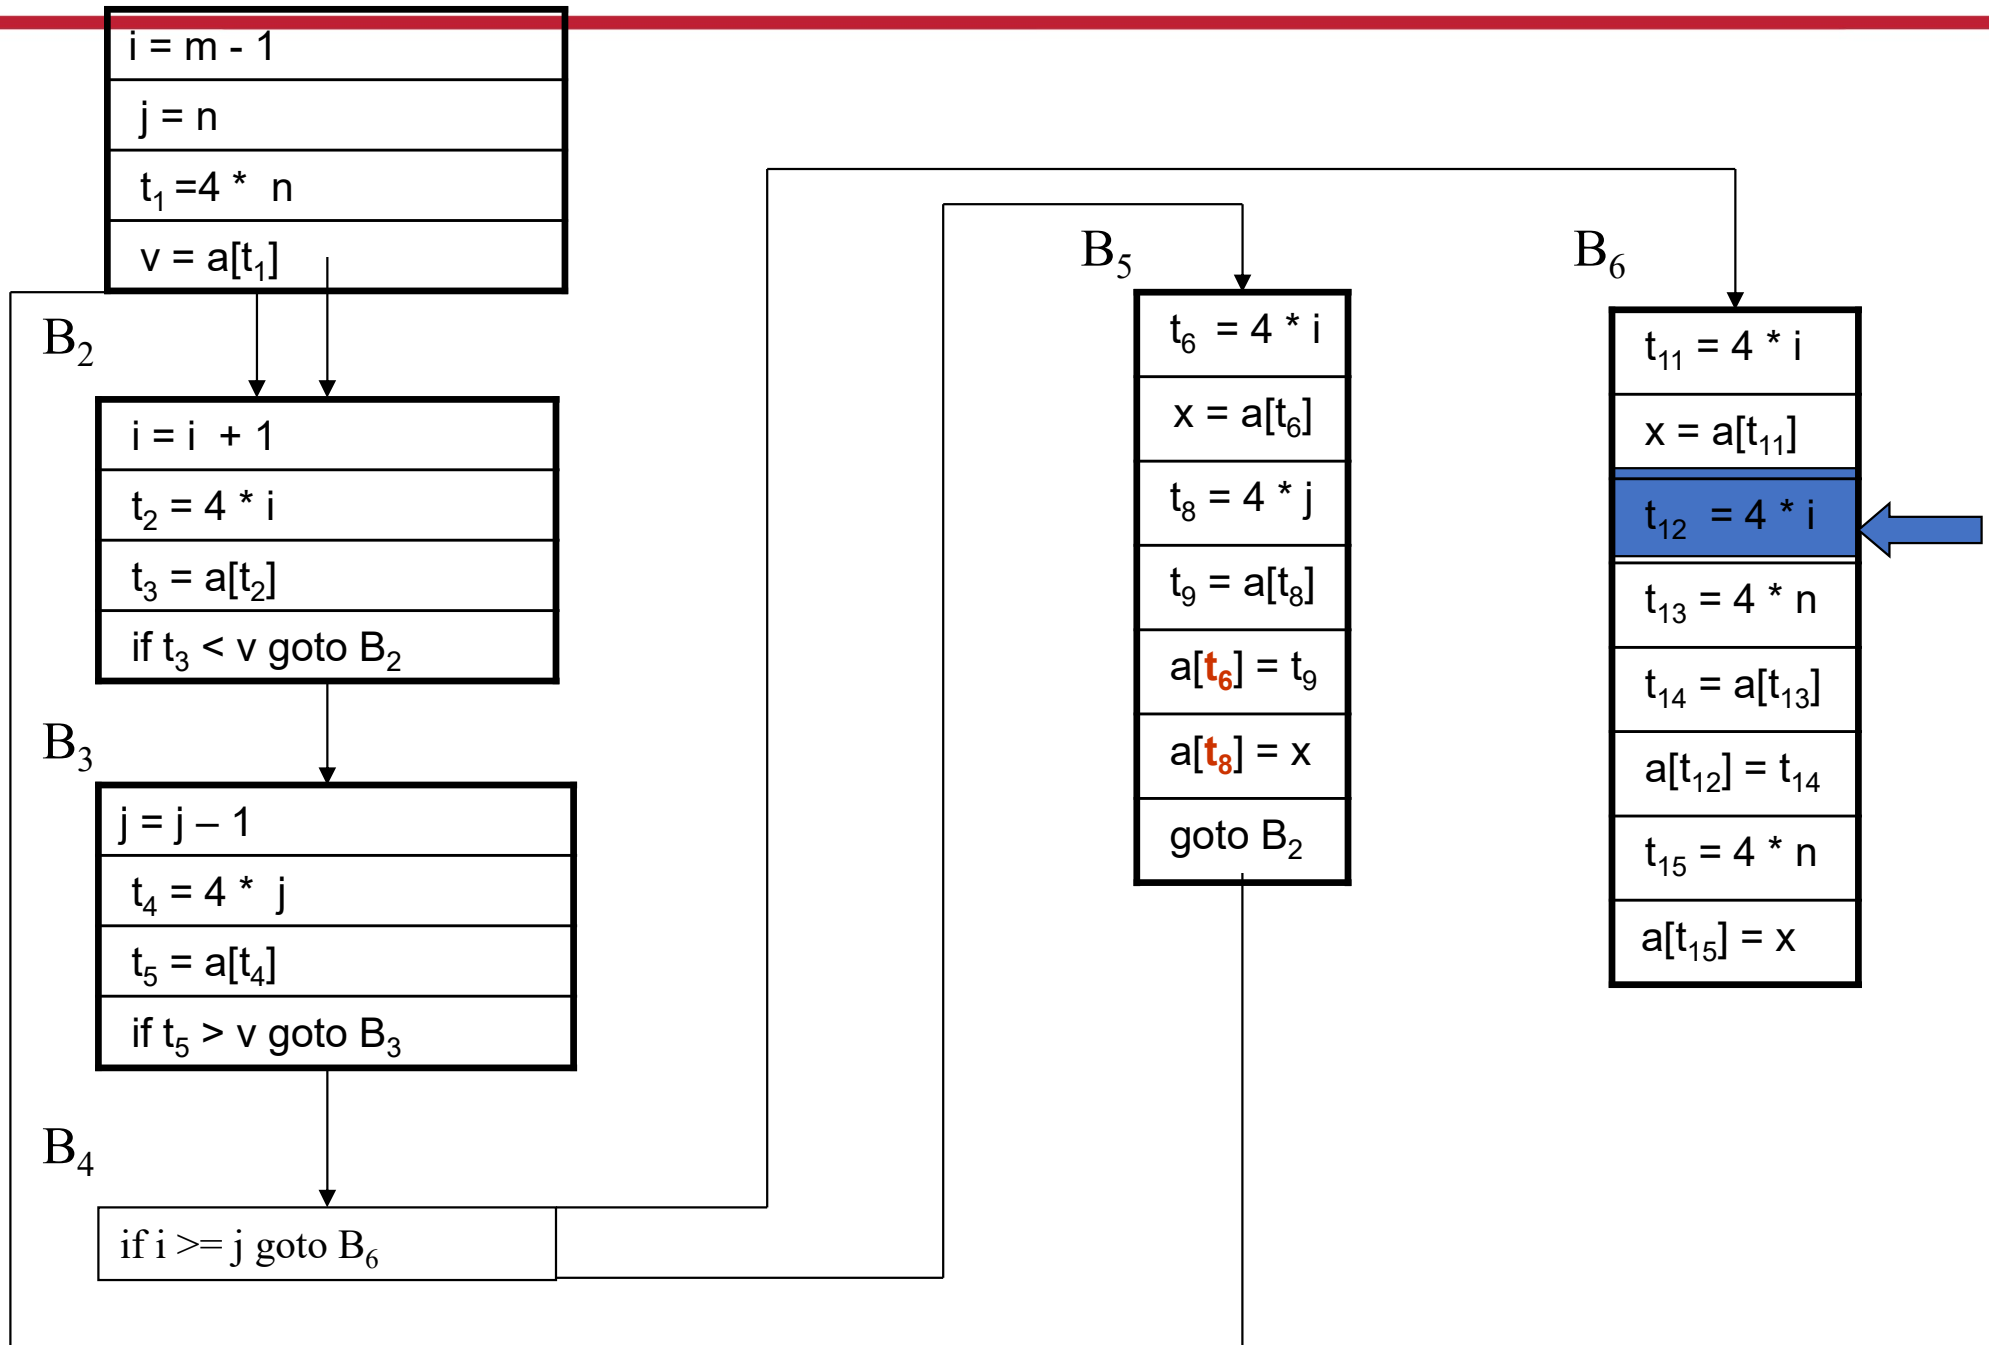 i = m - 1
j = n
t₁ =4 * n
v = a[t₁]
B₂
i = i + 1
t₂ = 4 * i
t₃ = a[t₂]
if t₃ < v goto B₂
B₃
j = j – 1
t₄ = 4 * j
t₅ = a[t₄]
if t₅ > v goto B₃
B₄
if i >= j goto B₆
B₅
t₆ = 4 * i
x = a[t₆]
t₈ = 4 * j
t₉ = a[t₈]
a[t₆] = t₉
a[t₈] = x
goto B₂
B₆
t₁₁ = 4 * i
x = a[t₁₁]
t₁₂ = 4 * i
t₁₃ = 4 * n
t₁₄ = a[t₁₃]
a[t₁₂] = t₁₄
t₁₅ = 4 * n
a[t₁₅] = x